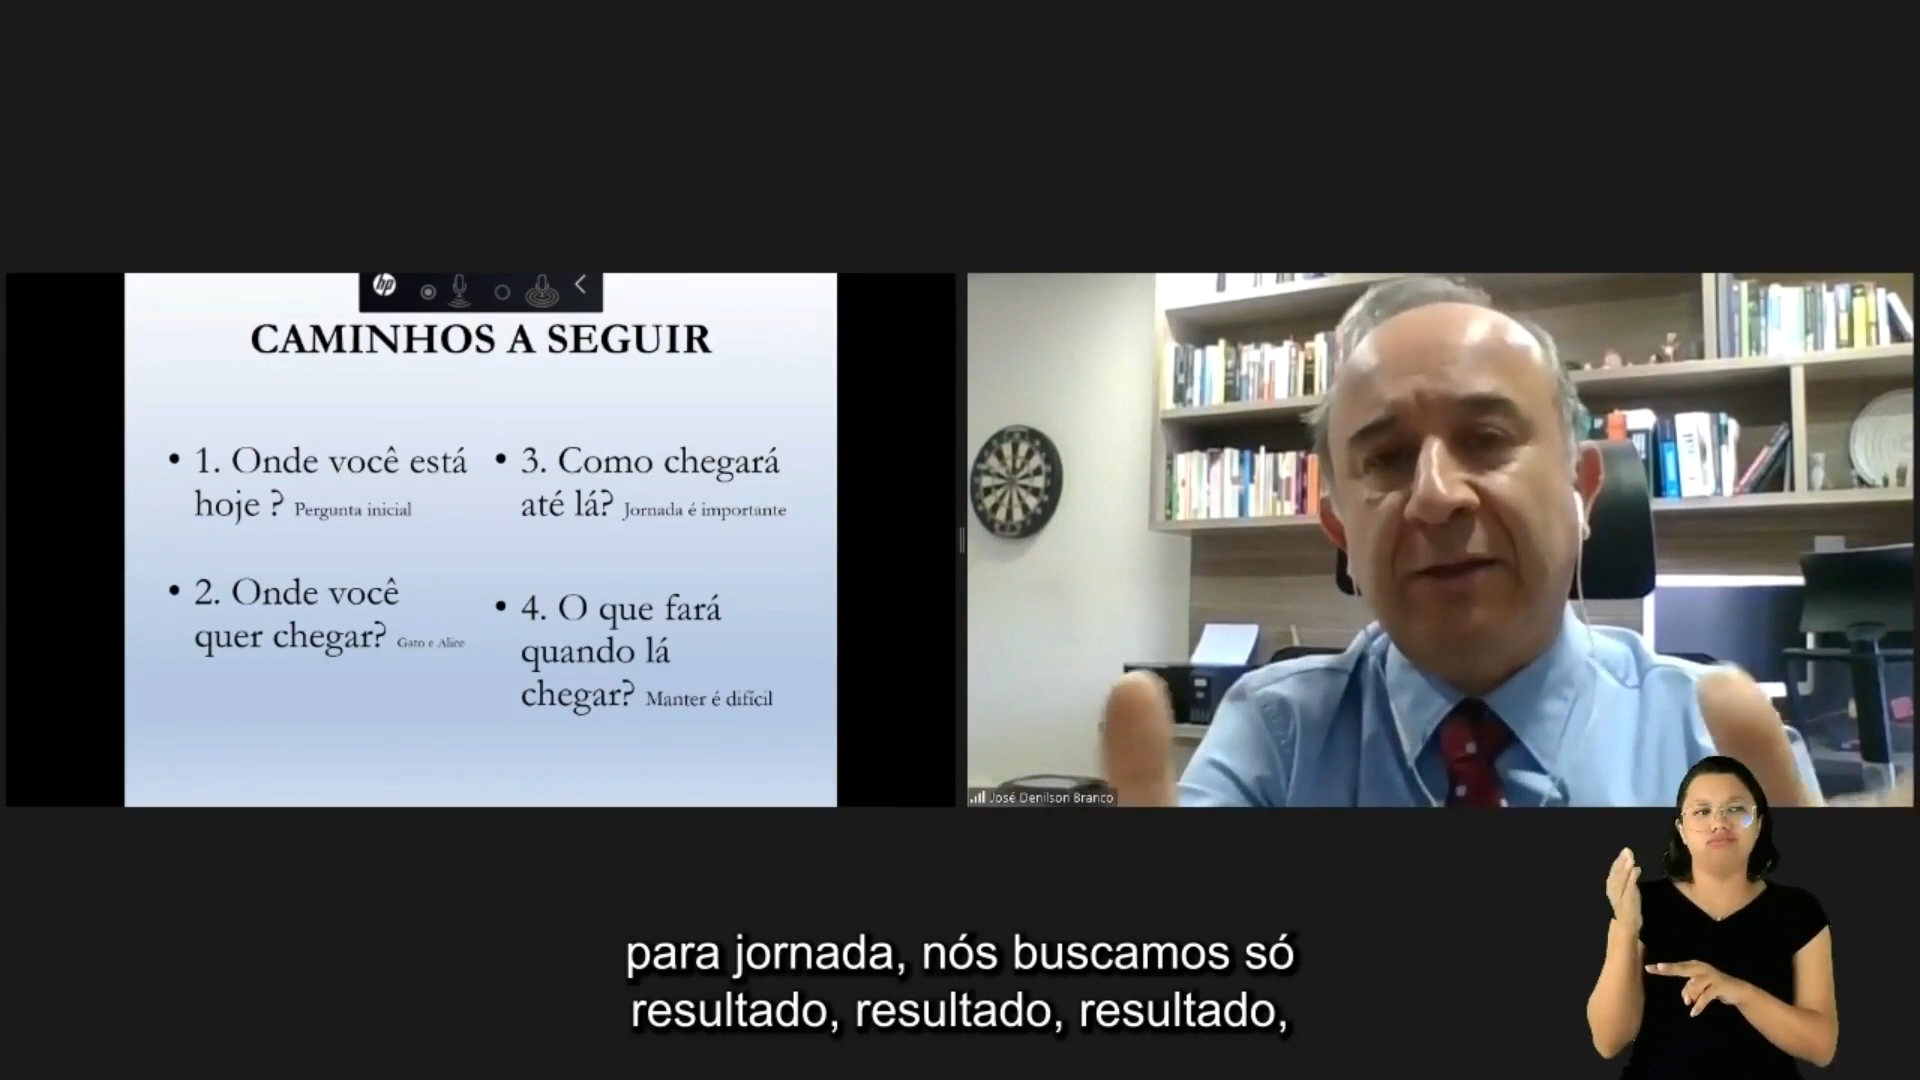 hp
CAMINHOS A SEGUIR
• 1. Onde você está
hoje ? Pergunta inicial
• 2. Onde você
quer chegar? Gato e Alice
• 3. Como chegará
até lá? Jornada é importante
• 4. O que fará
quando lá
chegar? Manter é difícil
José Denilson Branco
para jornada, nós buscamos só
resultado, resultado, resultado,